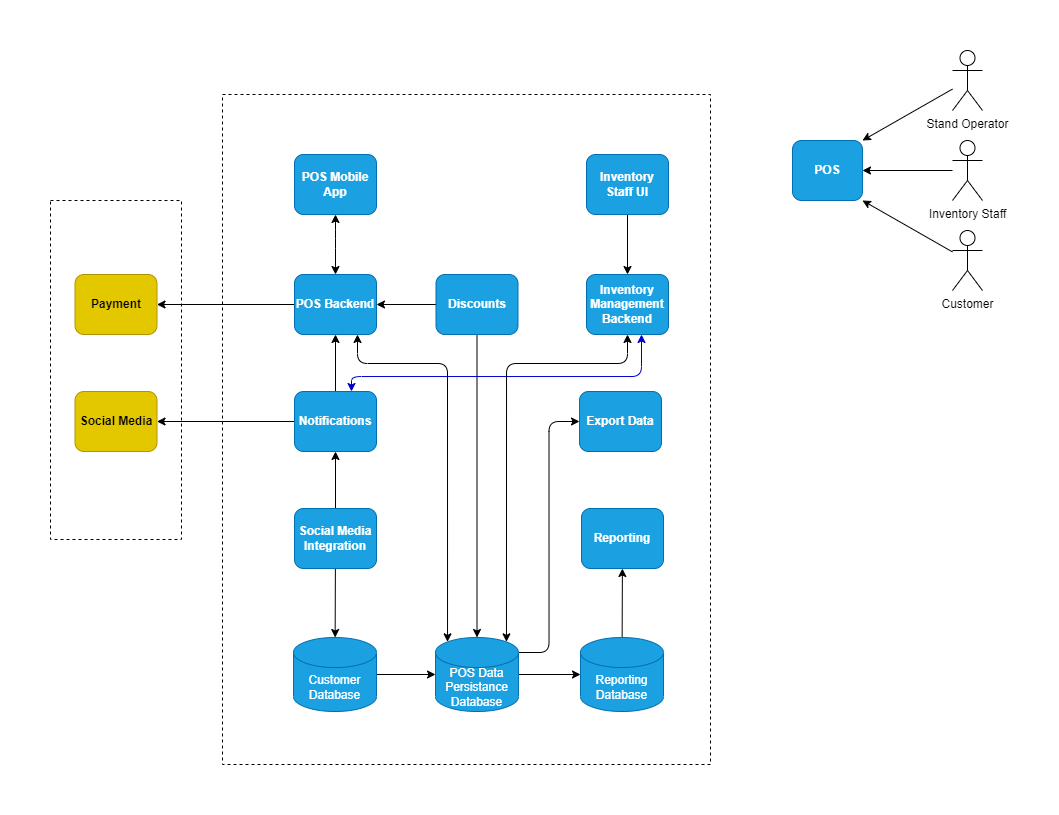 Stand Operator
POS Mobile
App
Inventory
Staff UI
POS
Inventory Staff
Payment
POS Backend
Discounts
Inventory
Management
Backend
Customer
Social Media
Notifications
Export Data
Social Media
Integration
Reporting
Customer
Database
POS Data
Persistance
Database
Reporting
Database